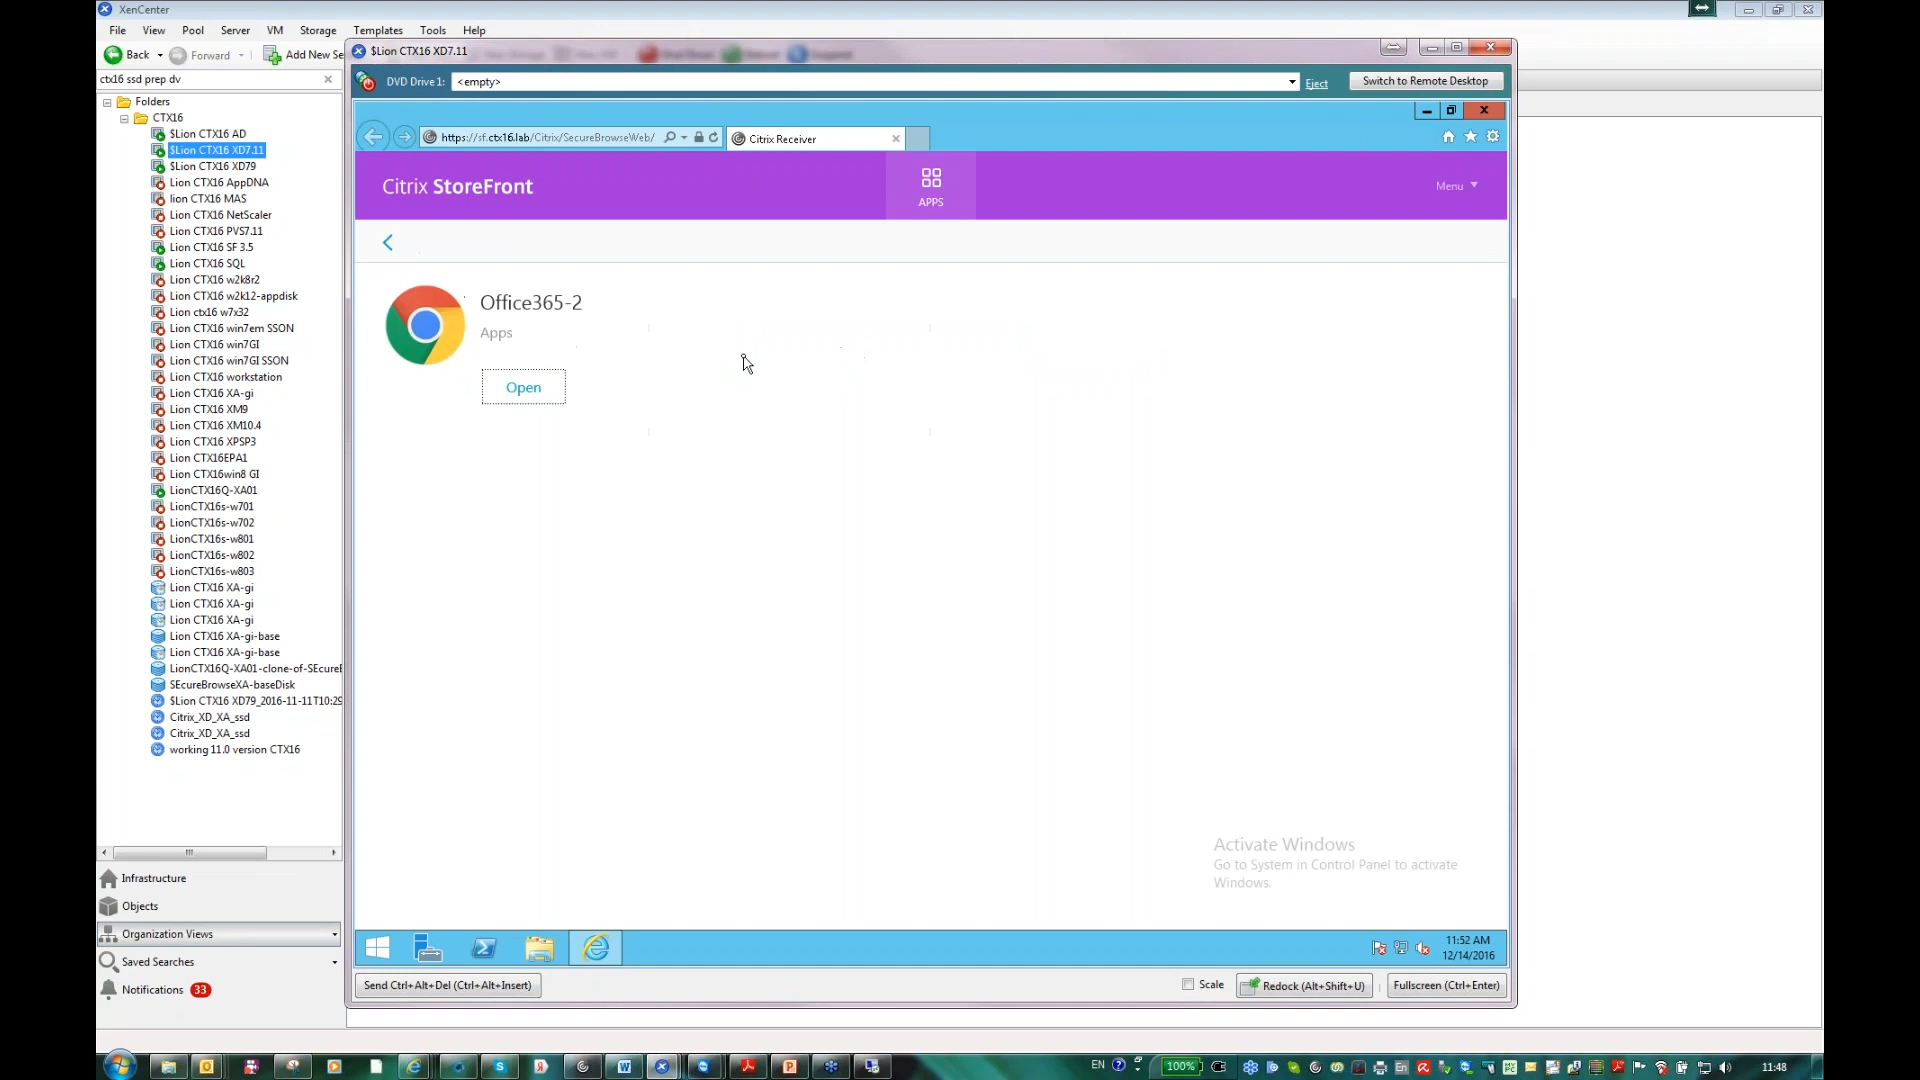 XenCenter
File View Pool Server Storage Templates Tools Help
Back Forward Add New Se
ctx16 ssd prep dv
Folders
CTX16
$Lion CTX16 AD
$Lion CTX16 XD7.11
$Lion CTX16 XD79
Lion CTX16 AppDNA
lion CTX16 MAS
Lion CTX16 NetScaler
Lion CTX16 PVS7.11
Lion CTX16 SF 3.5
Lion CTX16 SQL
Lion CTX16 w2k8r2
Lion CTX16 w2k12-appdisk
Lion ctx16 w7x32
Lion CTX16 win7em SSON
Lion CTX16 win7GI
Lion CTX16 win7GI SSON
Lion CTX16 workstation
Lion CTX16 XA-gi
Lion CTX16 XM9
Lion CTX16 XM10.4
Lion CTX16 XPSP3
Lion CTX16EPA1
Lion CTX16win8 GI
LionCTX16Q-XA01
LionCTX16s-w701
LionCTX16s-w702
LionCTX16s-w801
LionCTX16s-w802
LionCTX16s-w803
Lion CTX16 XA-gi
Lion CTX16 XA-gi
Lion CTX16 XA-gi
Lion CTX16 XA-gi-base
Lion CTX16 XA-gi-base
LionCTX16Q-XA01-clone-of-SEcureB
SEcureBrowseXA-baseDisk
$Lion CTX16 XD79_2016-11-11T10:29
Citrix_XD_XA_ssd
Citrix_XD_XA_ssd
working 11.0 version CTX16
Infrastructure
Objects
Organization Views
Saved Searches
Notifications 33
$Lion CTX16 XD7.11
DVD Drive 1: <empty> Eject Switch to Remote Desktop
https://sf.ctx16.lab/Citrix/SecureBrowseWeb/ Citrix Receiver
Citrix StoreFront
APPS
Menu
Office365-2
Apps
Open
Activate Windows
Go to System in Control Panel to activate
Windows.
11:52 AM
12/14/2016
Send Ctrl+Alt+Del (Ctrl+Alt+Insert) Scale Redock (Alt+Shift+U) Fullscreen (Ctrl+Enter)
EN 100% 11:48